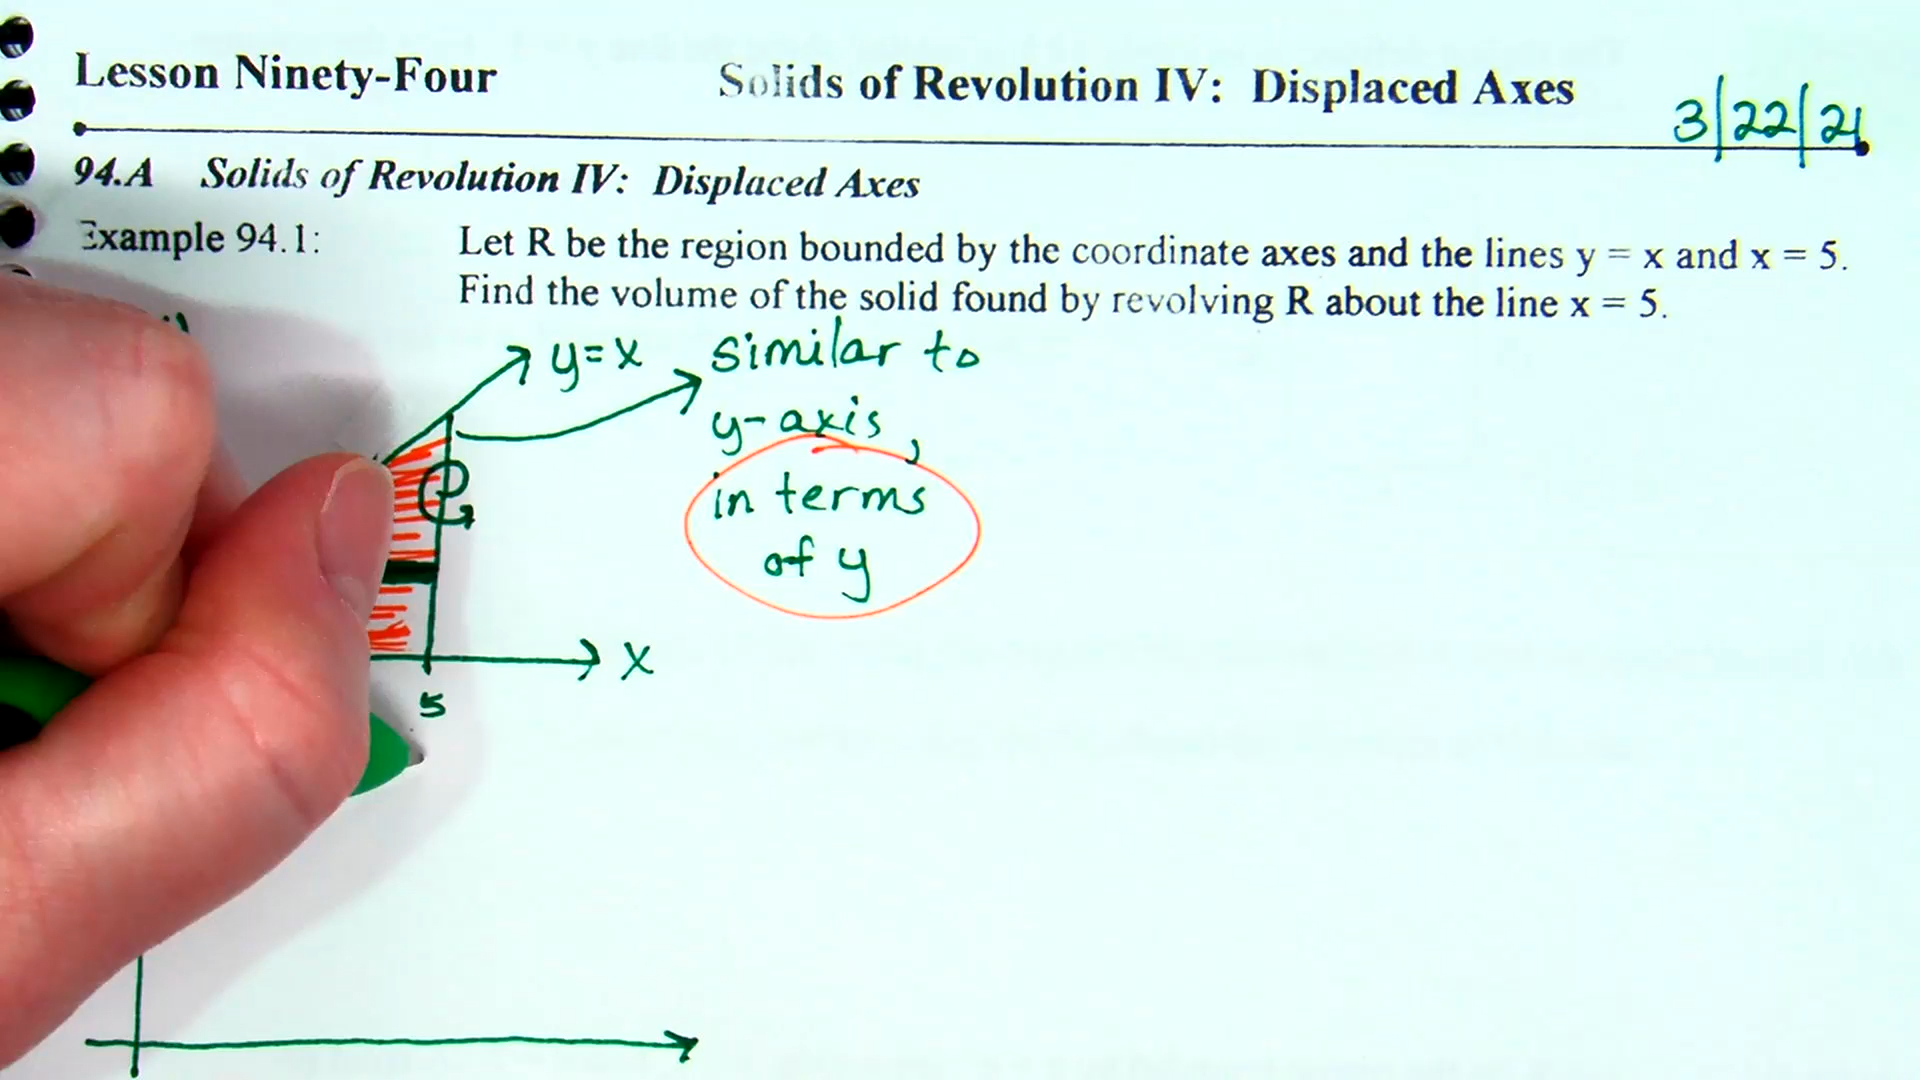 Lesson Ninety-Four
Solids of Revolution IV: Displaced Axes
3/22/21
94.A Solids of Revolution IV: Displaced Axes
Example 94.1:
Let R be the region bounded by the coordinate axes and the lines y = x and x = 5.
Find the volume of the solid found by revolving R about the line x = 5.
y=x
similar to
y-axis,
in terms
of y
x
5